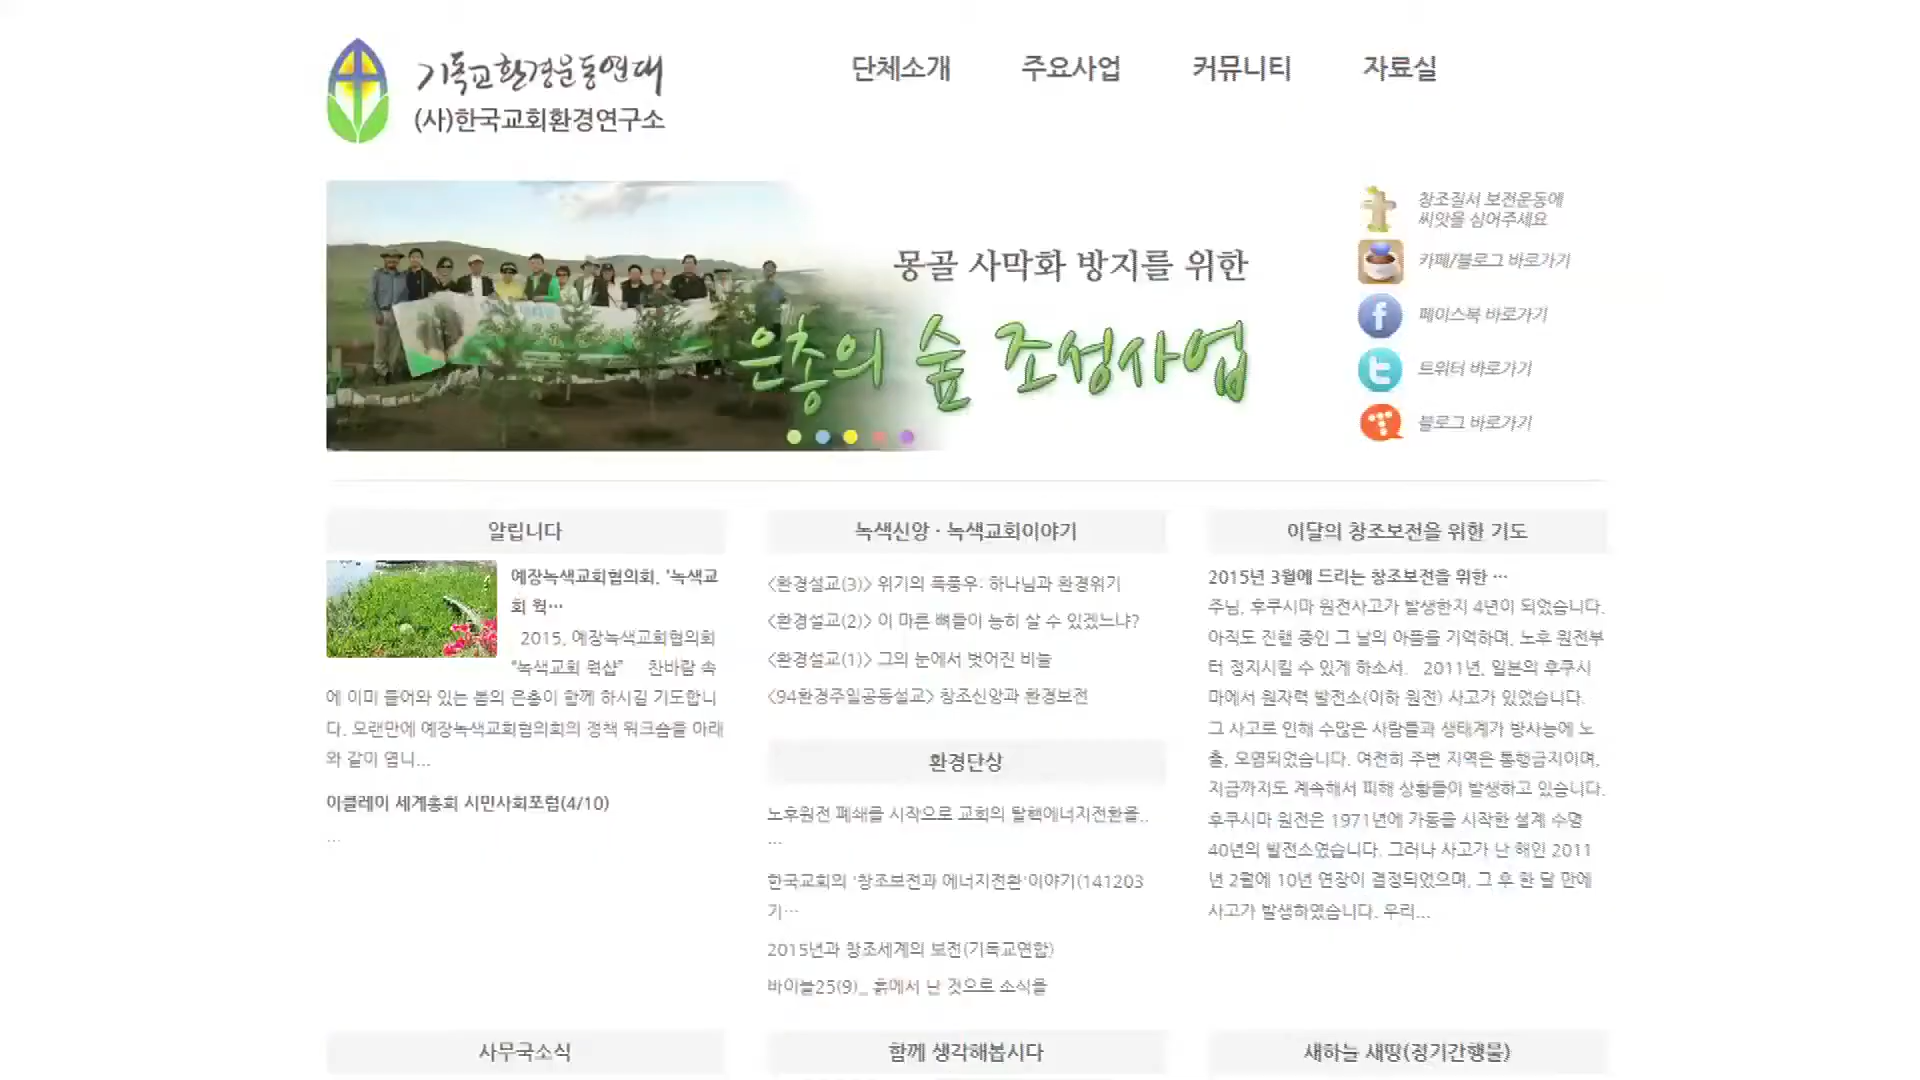 기독교환경운동연대
(사)한국교회환경연구소
단체소개
주요사업
커뮤니티
자료실
몽골 사막화 방지를 위한
은총의 숲 조성사업
창조질서 보전운동에
씨앗을 심어주세요
카페/블로그 바로가기
페이스북 바로가기
트위터 바로가기
블로그 바로가기
알립니다
예장녹색교회협의회, '녹색교
회 웍…
2015, 예장녹색교회협의회
"녹색교회 웍샵" 찬바람 속
에 이미 들어와 있는 봄의 은총이 함께 하시길 기도합니
다. 모랜만에 예장녹색교회협의회의 정책 워크숍을 아래
와 같이 엽니...
이클레이 세계총회 시민사회포럼(4/10)
...
녹색신앙 · 녹색교회이야기
<환경설교(3)> 위기의 폭풍우: 하나님과 환경위기
<환경설교(2)> 이 마른 뼈들이 능히 살 수 있겠느냐?
<환경설교(1)> 그의 눈에서 벗어진 비늘
<94환경주일공동설교> 창조신앙과 환경보전
환경단상
노후원전 폐쇄를 시작으로 교회의 탈핵에너지전환을..
…
한국교회의 '창조보전과 에너지전환'이야기(141203
기…
2015년과 창조세계의 보전(기독교연합)
바이블25(9)_ 흙에서 난 것으로 소식을
이달의 창조보전을 위한 기도
2015년 3월에 드리는 창조보전을 위한 …
주님, 후쿠시마 원전사고가 발생한지 4년이 되었습니다.
아직도 진행 중인 그 날의 아픔을 기억하며, 노후 원전부
터 정지시킬 수 있게 하소서. 2011년, 일본의 후쿠시
마에서 원자력 발전소(이하 원전) 사고가 있었습니다.
그 사고로 인해 수많은 사람들과 생태계가 방사능에 노
출, 오염되었습니다. 여전히 주변 지역은 통행금지이며,
지금까지도 계속해서 피해 상황들이 발생하고 있습니다.
후쿠시마 원전은 1971년에 가동을 시작한 설계 수명
40년의 발전소였습니다. 그러나 사고가 난 해인 2011
년 2월에 10년 연장이 결정되었으며, 그 후 한 달 만에
사고가 발생하였습니다. 우리...
사무국소식
함께 생각해봅시다
새하늘 새땅(정기간행물)